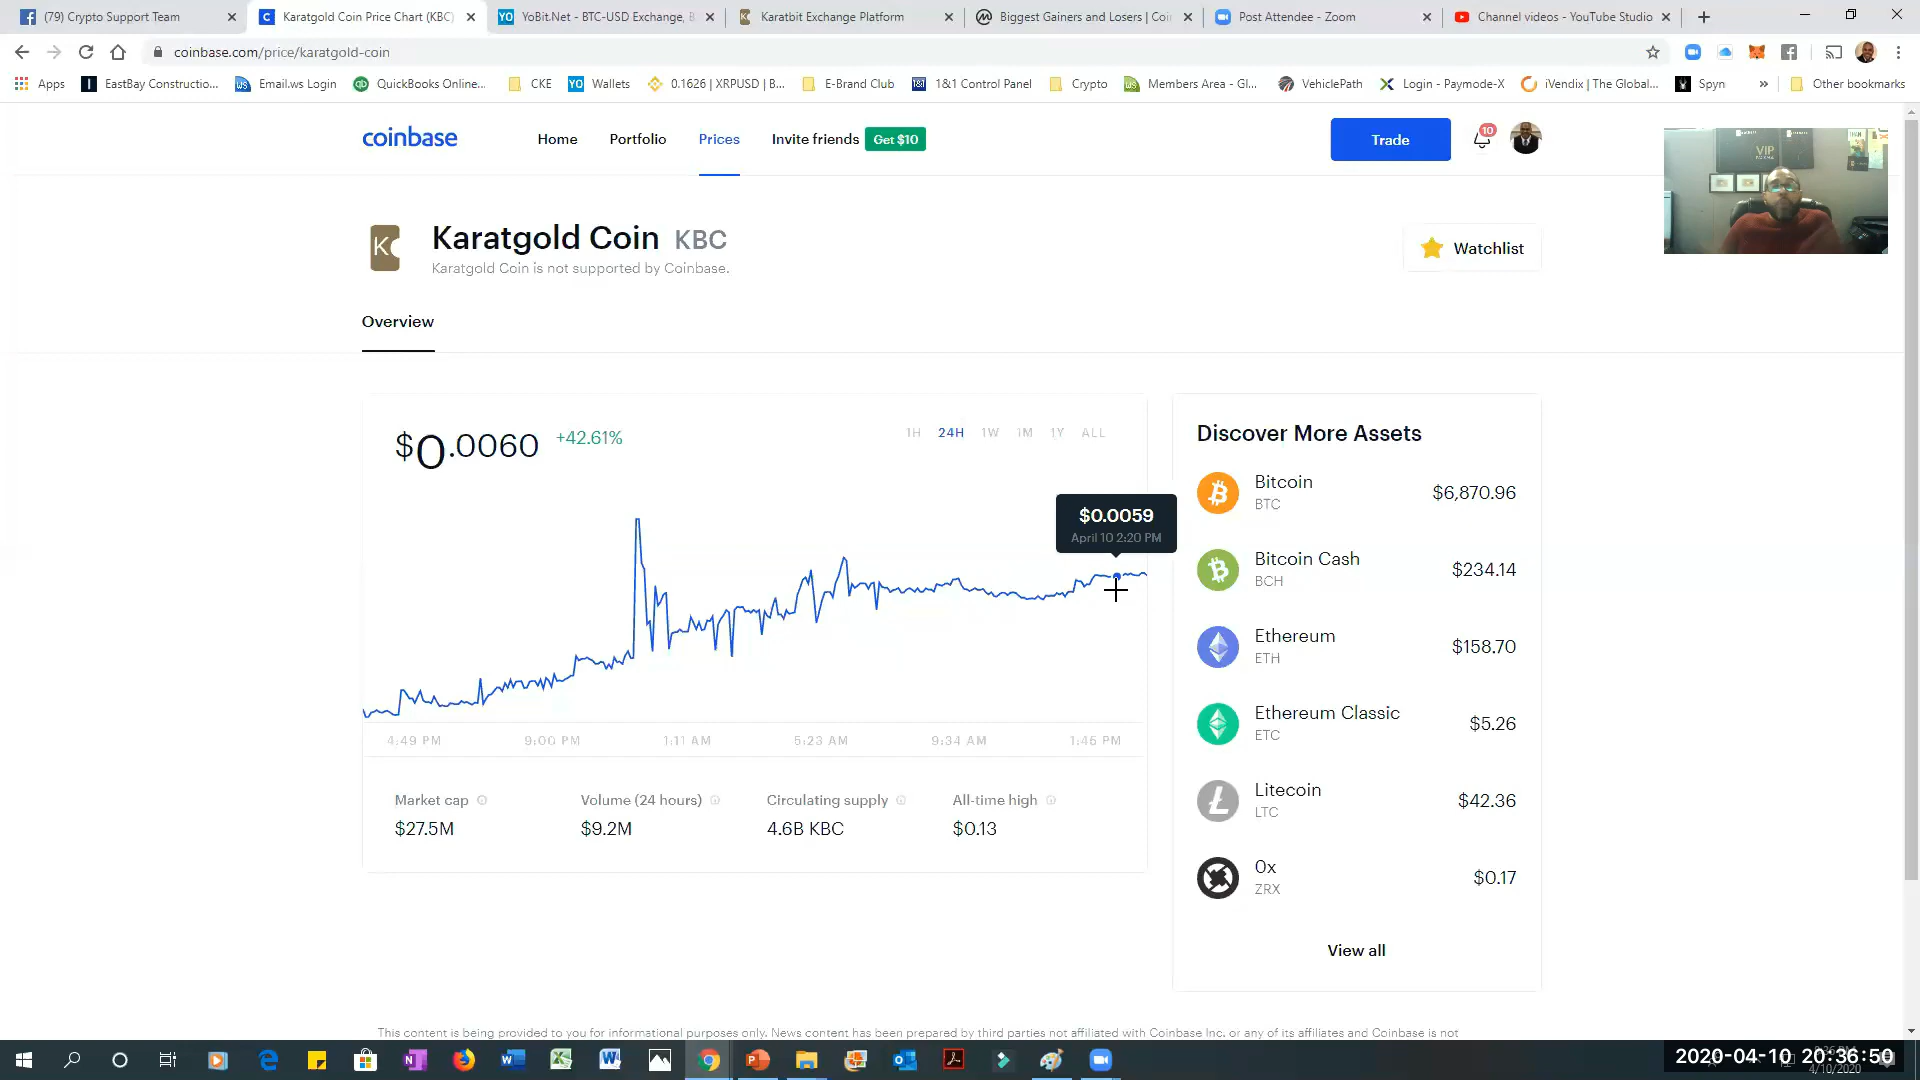 (79) Crypto Support Team
Karatgold Coin Price Chart (KBC)
YoBit.Net - BTC-USD Exchange, B
Karatbit Exchange Platform
Biggest Gainers and Losers | Coi
Post Attendee - Zoom
Channel videos - YouTube Studio
coinbase.com/price/karatgold-coin
Apps
EastBay Constructio...
Email.ws Login
QuickBooks Online...
CKE
YO Wallets
0.1626 | XRPUSD | B...
E-Brand Club
1&1 Control Panel
Crypto
Members Area - Gl...
VehiclePath
Login - Paymode-X
iVendix | The Global...
Spyn
»
Other bookmarks
coinbase
Home
Portfolio
Prices
Invite friends
Get $10
Trade
10
VIP
Karatgold Coin KBC
Karatgold Coin is not supported by Coinbase.
Watchlist
Overview
$0.0060 +42.61%
1H 24H 1W 1M 1Y ALL
$0.0059
April 10 2:20 PM
4:49 PM 9:00 PM 1:11 AM 5:23 AM 9:34 AM 1:45 PM
Market cap
$27.5M
Volume (24 hours)
$9.2M
Circulating supply
4.6B KBC
All-time high
$0.13
Discover More Assets
Bitcoin
BTC
$6,870.96
Bitcoin Cash
BCH
$234.14
Ethereum
ETH
$158.70
Ethereum Classic
ETC
$5.26
Litecoin
LTC
$42.36
0x
ZRX
$0.17
View all
This content is being provided to you for informational purposes only. News content has been prepared by third parties not affiliated with Coinbase Inc. or any of its affiliates and Coinbase is not
2020-04-10 20:36:50
4/10/2020